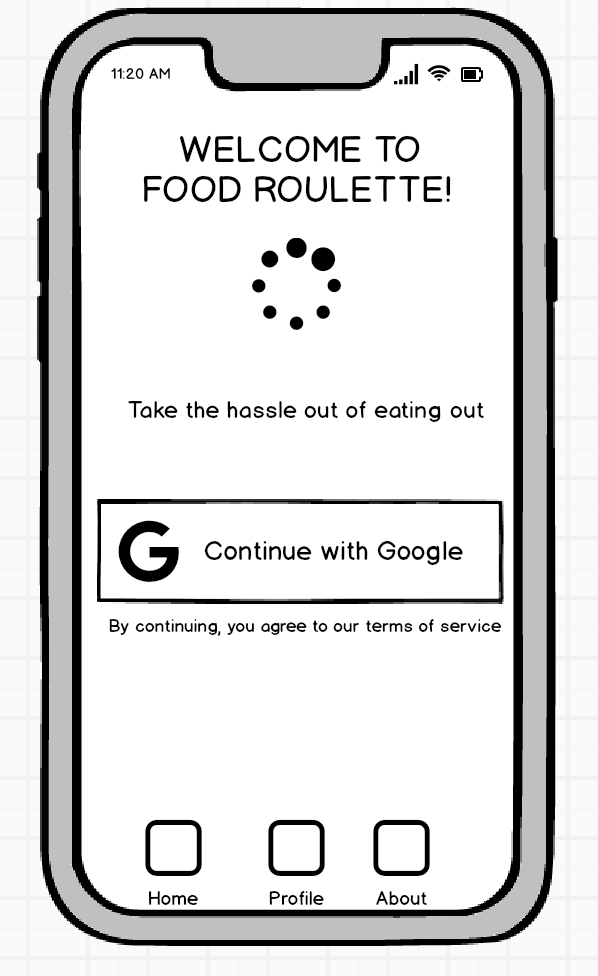 11:20 AM
WELCOME TO
FOOD ROULETTE!
Take the hassle out of eating out
G Continue with Google
By continuing, you agree to our terms of service
Home Profile About